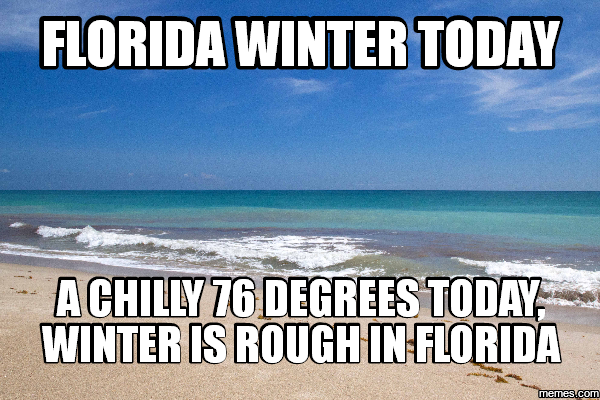 FLORIDA WINTER TODAY
A CHILLY 76 DEGREES TODAY,
WINTER IS ROUGH IN FLORIDA
memes.com